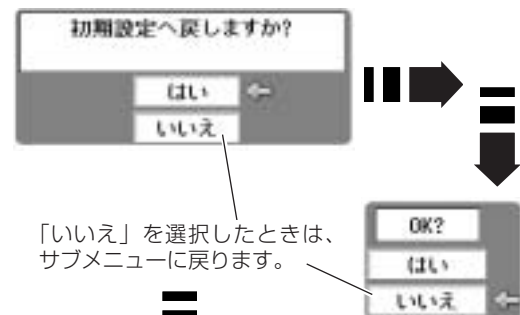 初期設定へ戻しますか?
はい
いいえ
「いいえ」を選択したときは、
サブメニューに戻ります。
OK?
はい
いいえ